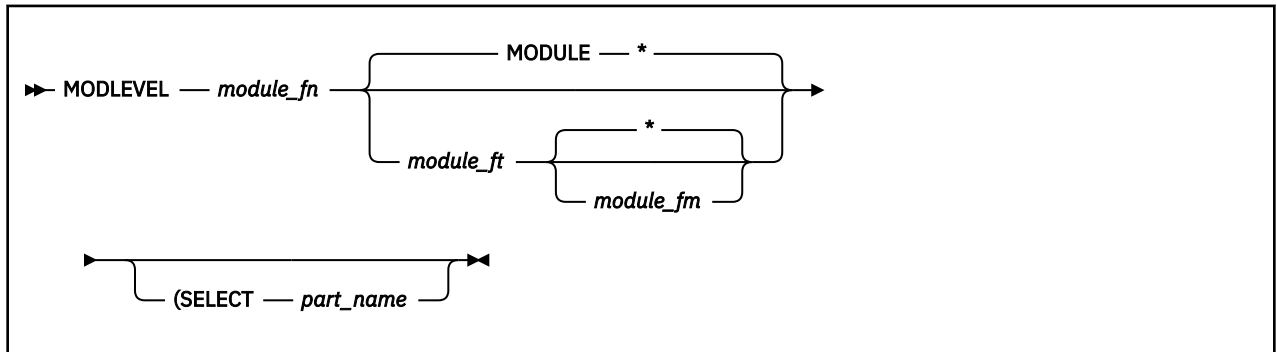 MODULE *
MODLEVEL module_fn
*
module_ft
module_fm
(SELECT part_name